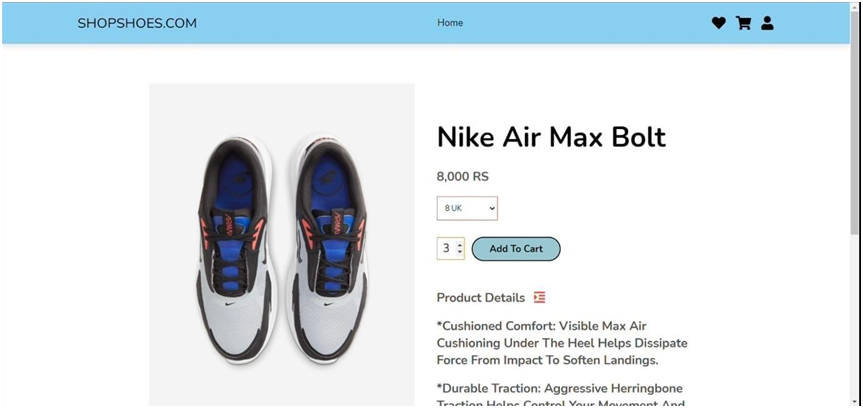 SHOPSHOES.COM
Home
Nike Air Max Bolt
8,000 RS
8 UK
3
Add To Cart
Product Details
*Cushioned Comfort: Visible Max Air
Cushioning Under The Heel Helps Dissipate
Force From Impact To Soften Landings.
*Durable Traction: Aggressive Herringbone
Traction Helps Control Your Movement And